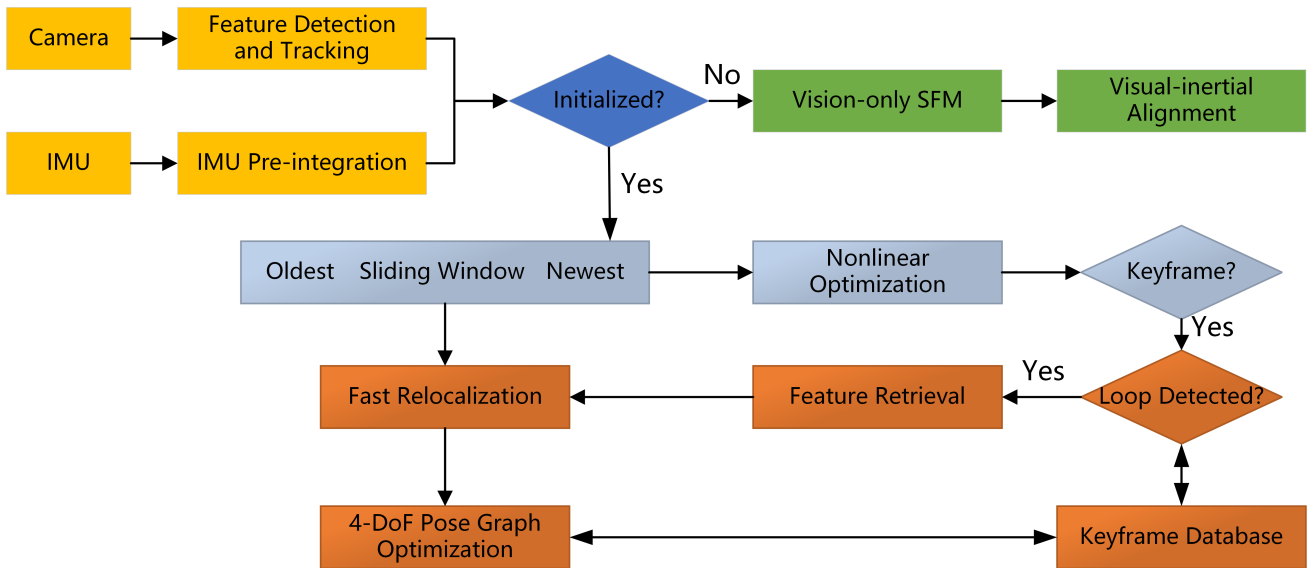 Camera
Feature Detection
and Tracking
Initialized?
No
Vision-only SFM
Visual-inertial
Alignment
IMU
IMU Pre-integration
Yes
Oldest Sliding Window Newest
Nonlinear
Optimization
Keyframe?
Yes
Fast Relocalization
Feature Retrieval
Yes
Loop Detected?
4-DoF Pose Graph
Optimization
Keyframe Database